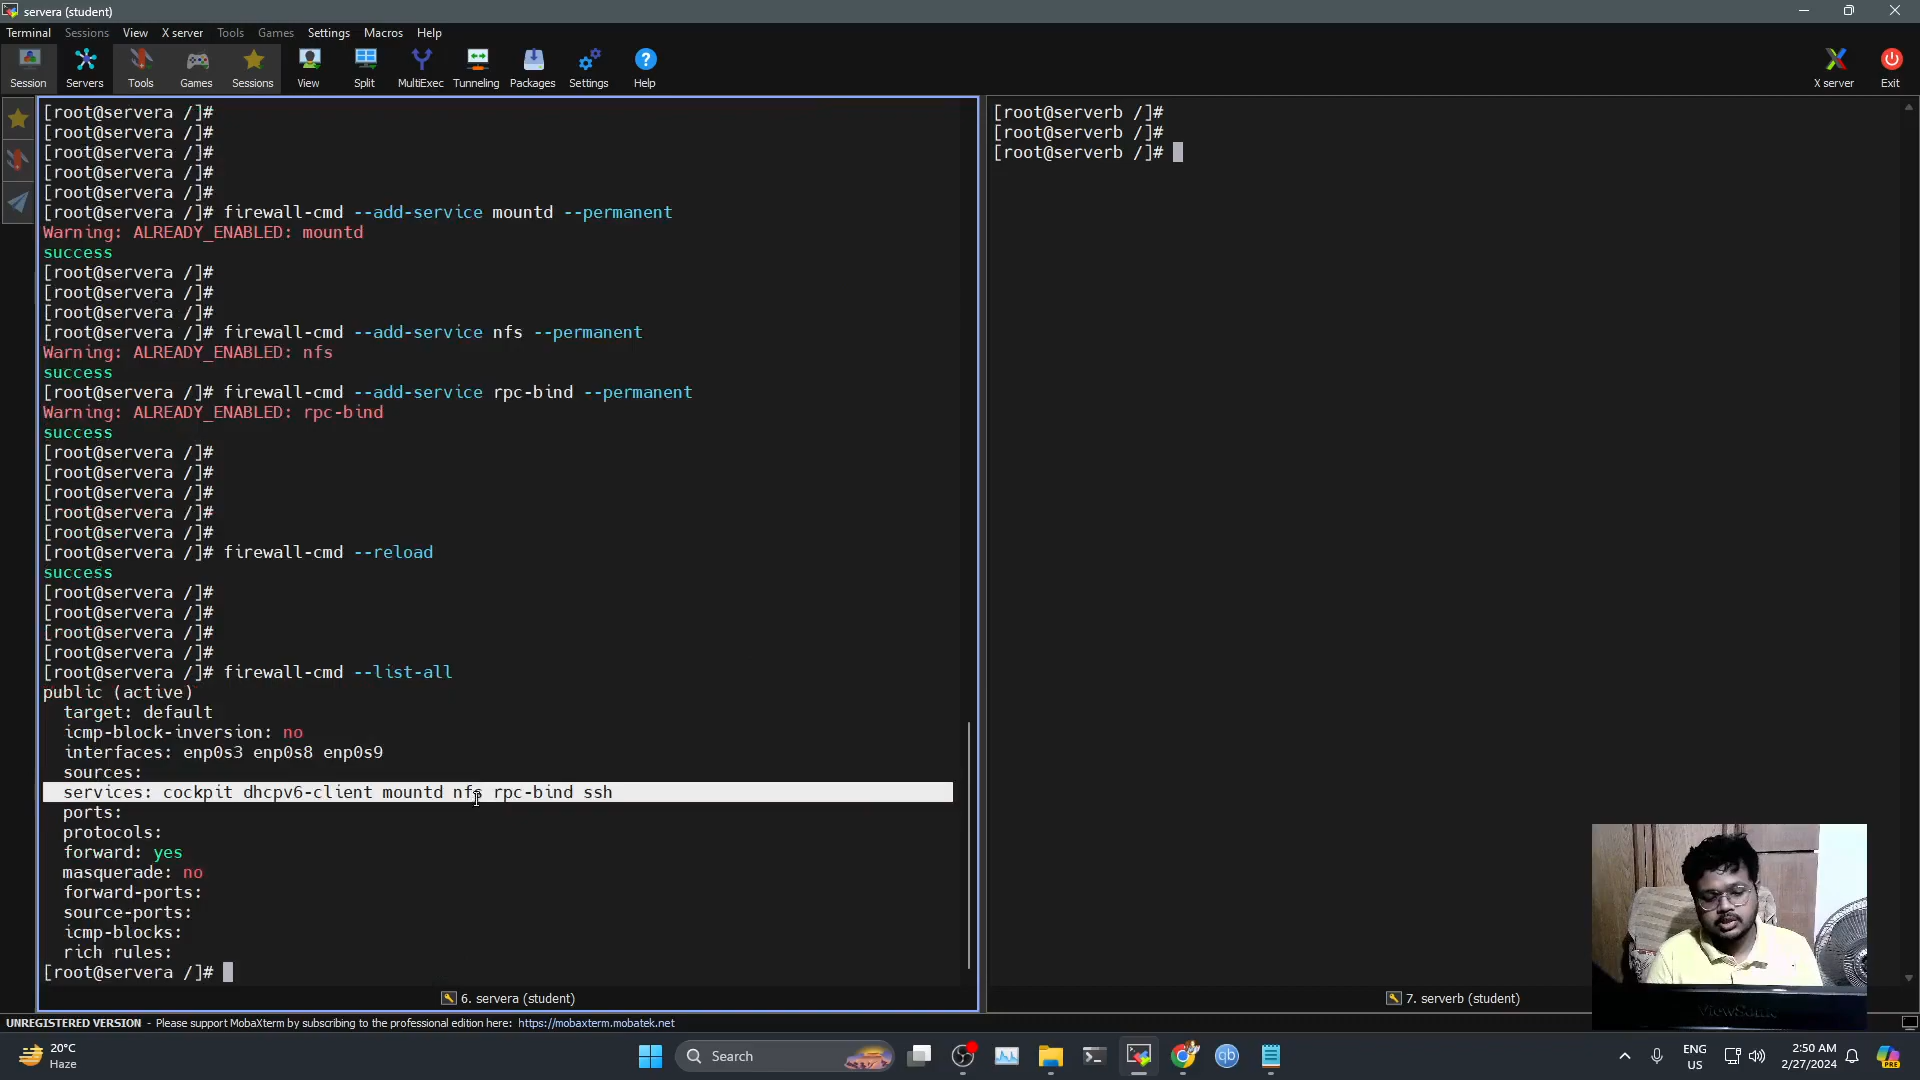 servera (student)
Terminal Sessions View X server Tools Games Settings Macros Help
Session Servers Tools Games Sessions View Split MultiExec Tunneling Packages Settings Help X server Exit
[root@servera /]#
[root@servera /]#
[root@servera /]#
[root@servera /]#
[root@servera /]#
[root@servera /]# firewall-cmd --add-service mountd --permanent
Warning: ALREADY_ENABLED: mountd
success
[root@servera /]#
[root@servera /]#
[root@servera /]#
[root@servera /]# firewall-cmd --add-service nfs --permanent
Warning: ALREADY_ENABLED: nfs
success
[root@servera /]# firewall-cmd --add-service rpc-bind --permanent
Warning: ALREADY_ENABLED: rpc-bind
success
[root@servera /]#
[root@servera /]#
[root@servera /]#
[root@servera /]#
[root@servera /]#
[root@servera /]# firewall-cmd --reload
success
[root@servera /]#
[root@servera /]#
[root@servera /]#
[root@servera /]#
[root@servera /]# firewall-cmd --list-all
public (active)
target: default
icmp-block-inversion: no
interfaces: enp0s3 enp0s8 enp0s9
sources:
services: cockpit dhcpv6-client mountd nfs rpc-bind ssh
ports:
protocols:
forward: yes
masquerade: no
forward-ports:
source-ports:
icmp-blocks:
rich rules:
[root@servera /]#
6. servera (student)
[root@serverb /]#
[root@serverb /]#
[root@serverb /]#
7. serverb (student)
ViewSonic
UNREGISTERED VERSION - Please support MobaXterm by subscribing to the professional edition here: https://mobaxterm.mobatek.net
20°C
Haze
Search
qb
ENG
US
2:50 AM
2/27/2024
PRE